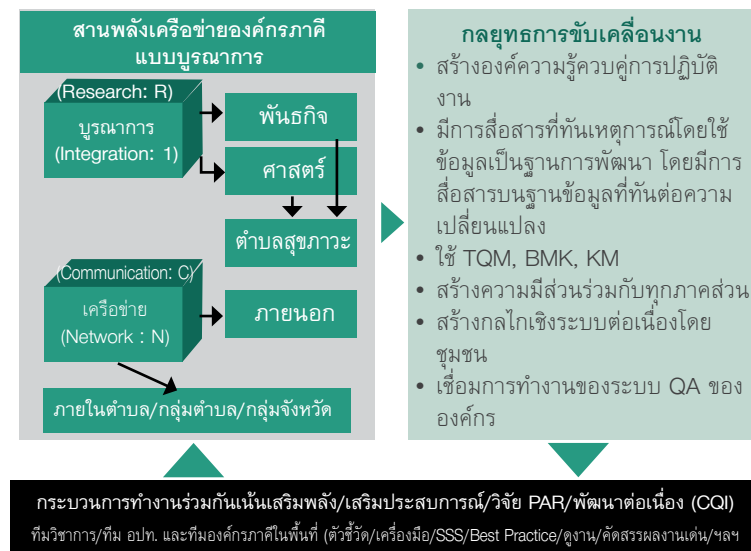 สานพลังเครือข่ายองค์กรภาคี
แบบบูรณาการ
(Research: R)
บูรณาการ
(Integration: 1)
พันธกิจ
ศาสตร์
ตำบลสุขภาวะ
(Communication: C)
เครือข่าย
(Network : N)
ภายนอก
ภายในตำบล/กลุ่มตำบล/กลุ่มจังหวัด
กลยุทธการขับเคลื่อนงาน
• สร้างองค์ความรู้ควบคู่การปฏิบัติ
งาน
• มีการสื่อสารที่ทันเหตุการณ์โดยใช้
ข้อมูลเป็นฐานการพัฒนา โดยมีการ
สื่อสารบนฐานข้อมูลที่ทันต่อความ
เปลี่ยนแปลง
• ใช้ TQM, BMK, KM
• สร้างความมีส่วนร่วมกับทุกภาคส่วน
• สร้างกลไกเชิงระบบต่อเนื่องโดย
ชุมชน
• เชื่อมการทำงานของระบบ QA ของ
องค์กร
กระบวนการทำงานร่วมกันเน้นเสริมพลัง/เสริมประสบการณ์/วิจัย PAR/พัฒนาต่อเนื่อง (CQI)
ทีมวิชาการ/ทีม อปท. และทีมองค์กรภาคีในพื้นที่ (ตัวชี้วัด/เครื่องมือ/SSS/Best Practice/ดูงาน/คัดสรรผลงานเด่น/ฯลฯ